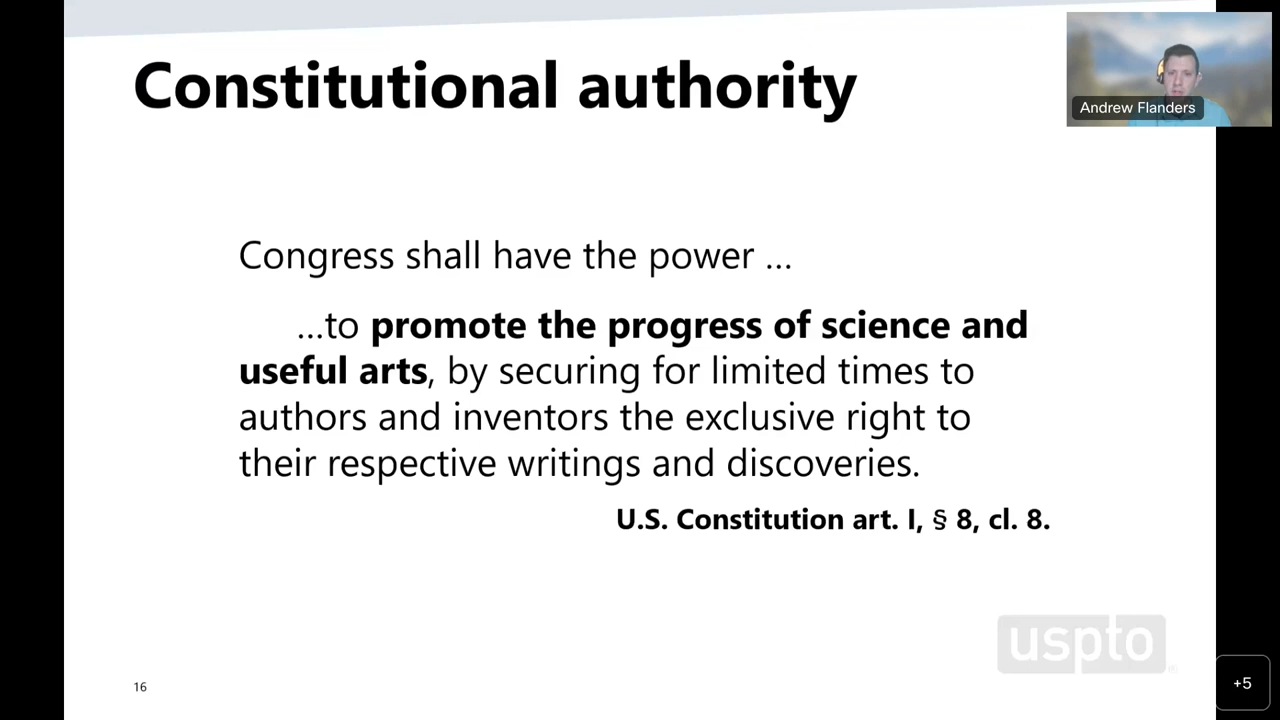 Constitutional authority
Andrew Flanders
Congress shall have the power ...
...to promote the progress of science and
useful arts, by securing for limited times to
authors and inventors the exclusive right to
their respective writings and discoveries.
U.S. Constitution art. I, § 8, cl. 8.
uspto
16
+5